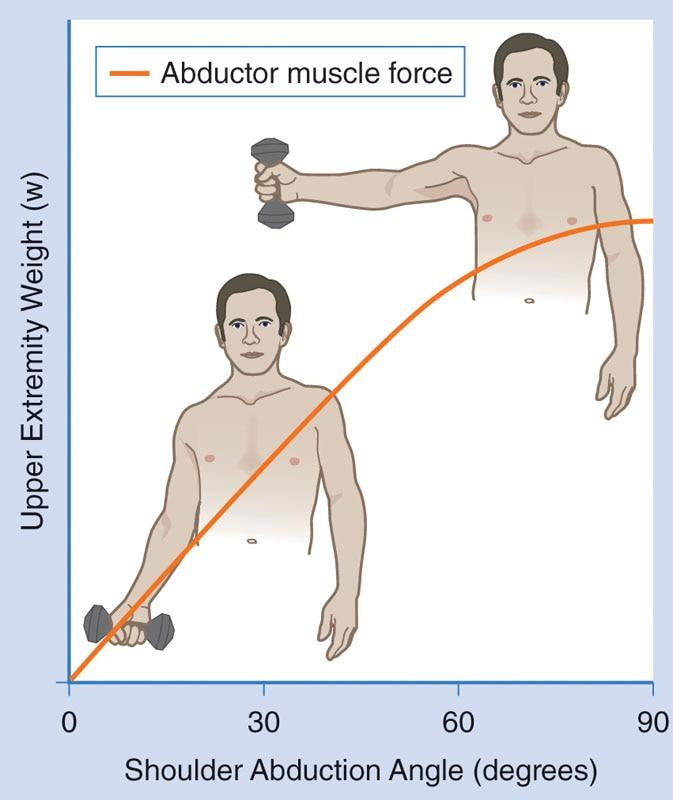 Abductor muscle force
Upper Extremity Weight (w)
0 30 60 90
Shoulder Abduction Angle (degrees)